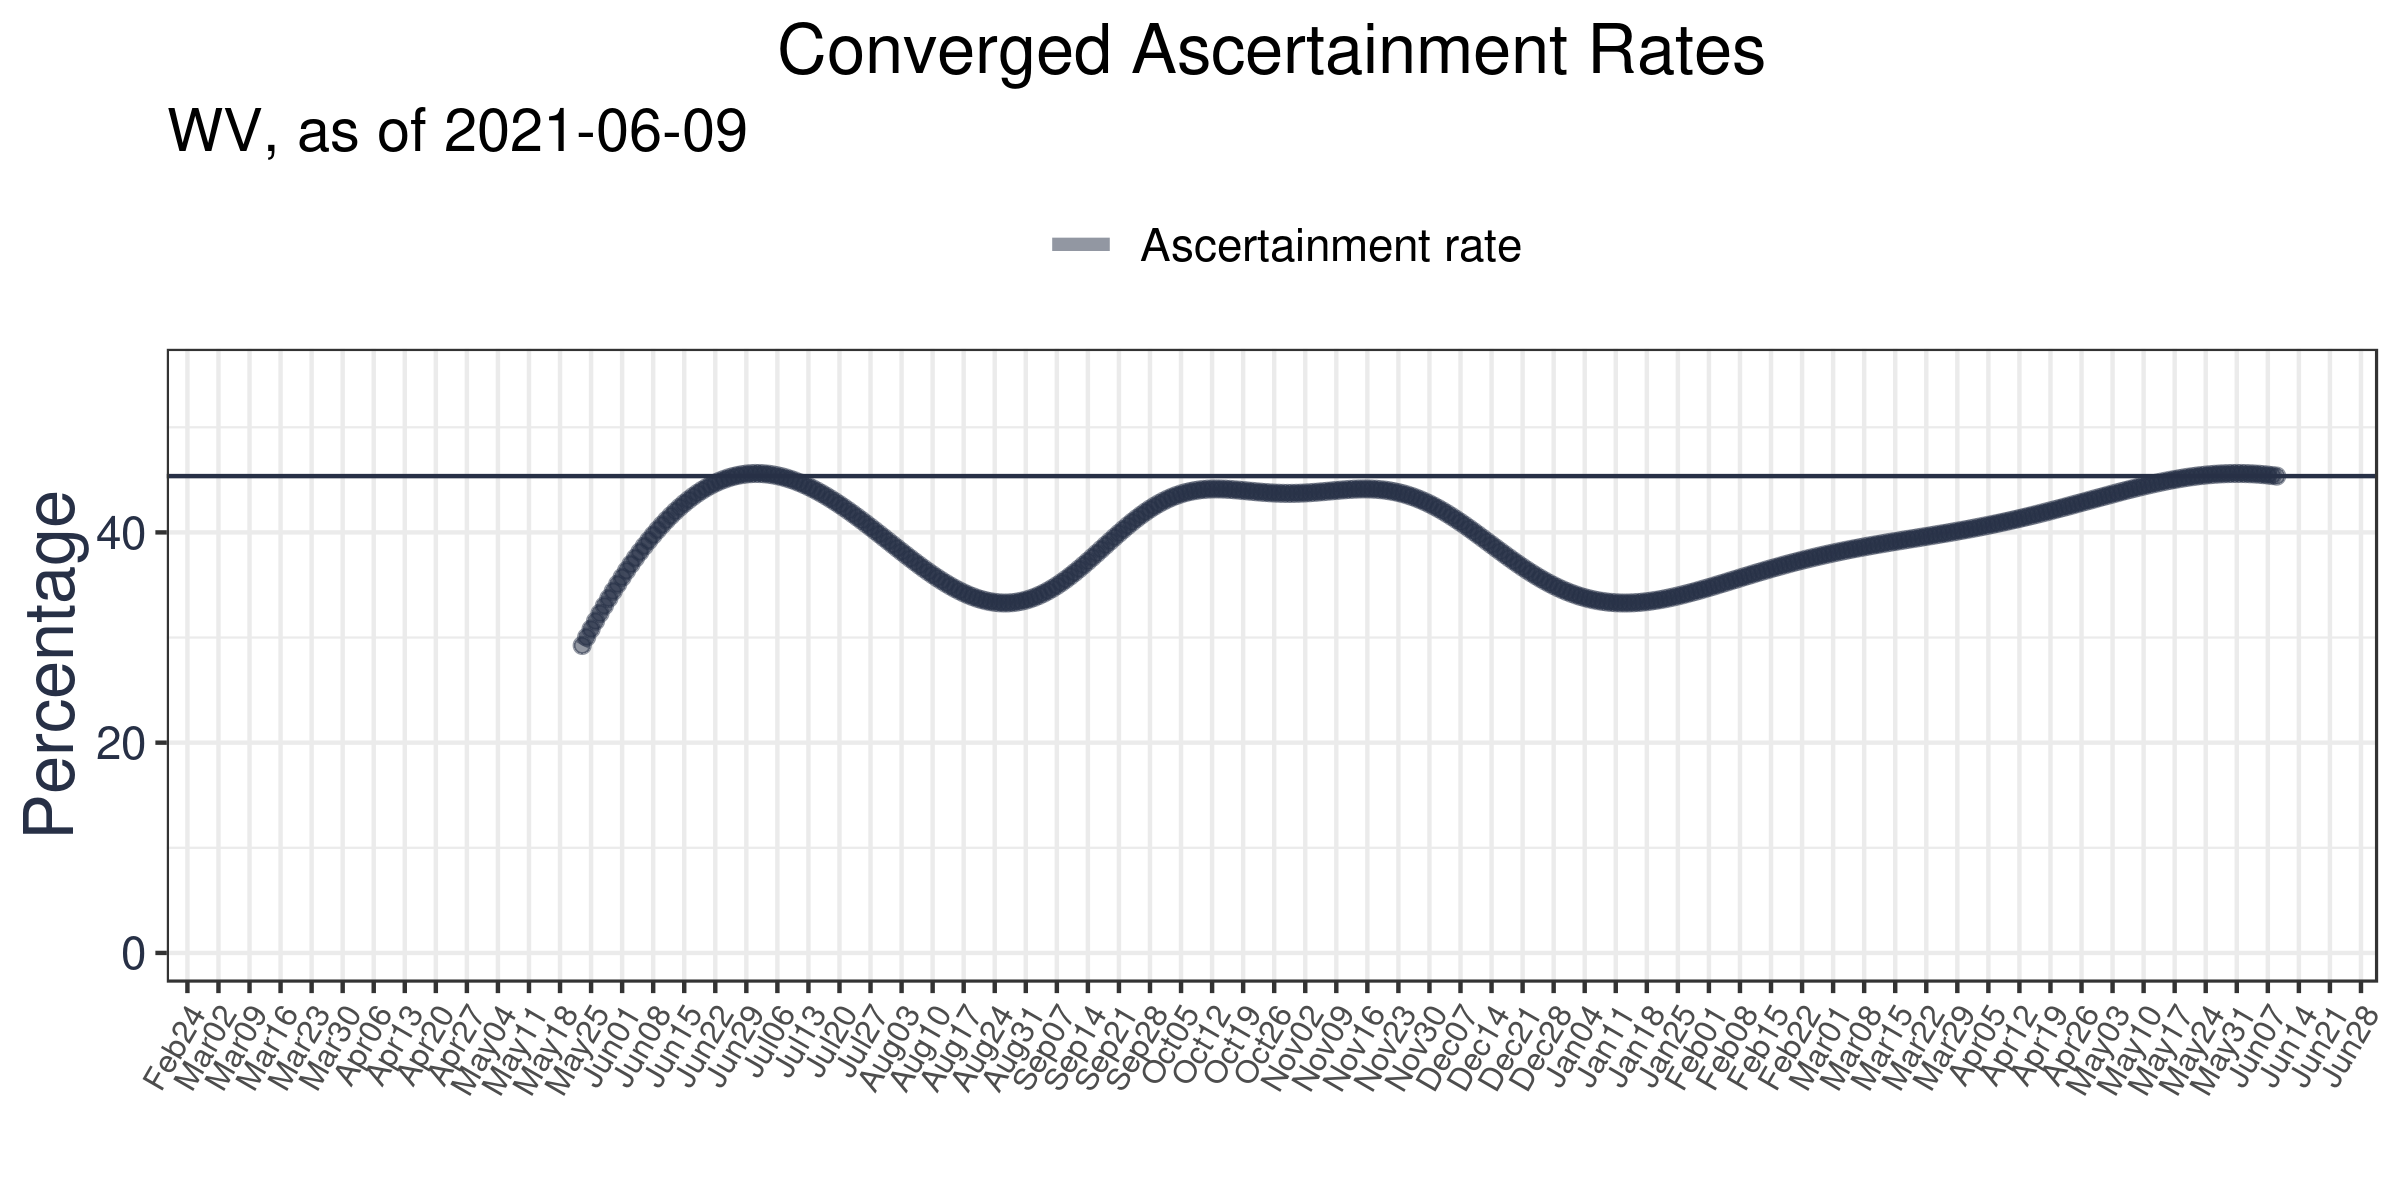 Converged Ascertainment Rates
WV, as of 2021-06-09
Ascertainment rate
Percentage
40
20
0
Feb24
Mar02
Mar09
Mar16
Mar23
Mar30
Apr06
Apr13
Apr20
Apr27
May04
May11
May18
May25
Jun01
Jun08
Jun15
Jun22
Jun29
Jul06
Jul13
Jul20
Jul27
Aug03
Aug10
Aug17
Aug24
Aug31
Sep07
Sep14
Sep21
Sep28
Oct05
Oct12
Oct19
Oct26
Nov02
Nov09
Nov16
Nov23
Nov30
Dec07
Dec14
Dec21
Dec28
Jan04
Jan11
Jan18
Jan25
Feb01
Feb08
Feb15
Feb22
Mar01
Mar08
Mar15
Mar22
Mar29
Apr05
Apr12
Apr19
Apr26
May03
May10
May17
May24
May31
Jun07
Jun14
Jun21
Jun28